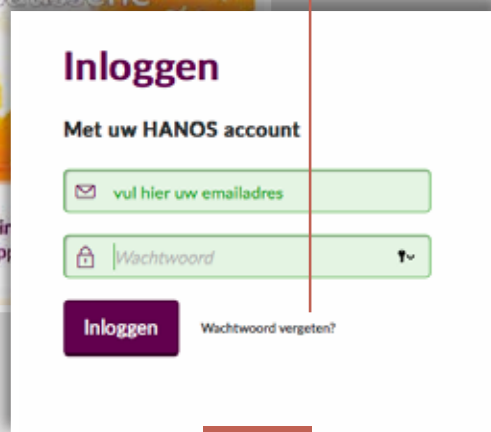 Inloggen
Met uw HANOS account
vul hier uw emailadres
Wachtwoord
Inloggen
Wachtwoord vergeten?